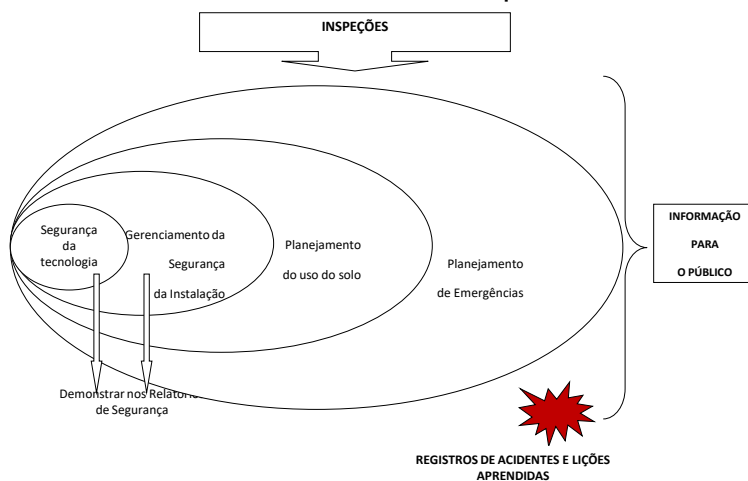 INSPEÇÕES
Segurança
da
tecnologia
Gerenciamento da
Segurança
da Instalação
Planejamento
do uso do solo
Planejamento
de Emergências
INFORMAÇÃO
PARA
O PÚBLICO
Demonstrar nos Relatori
de Segurança
REGISTROS DE ACIDENTES E LIÇÕES
APRENDIDAS